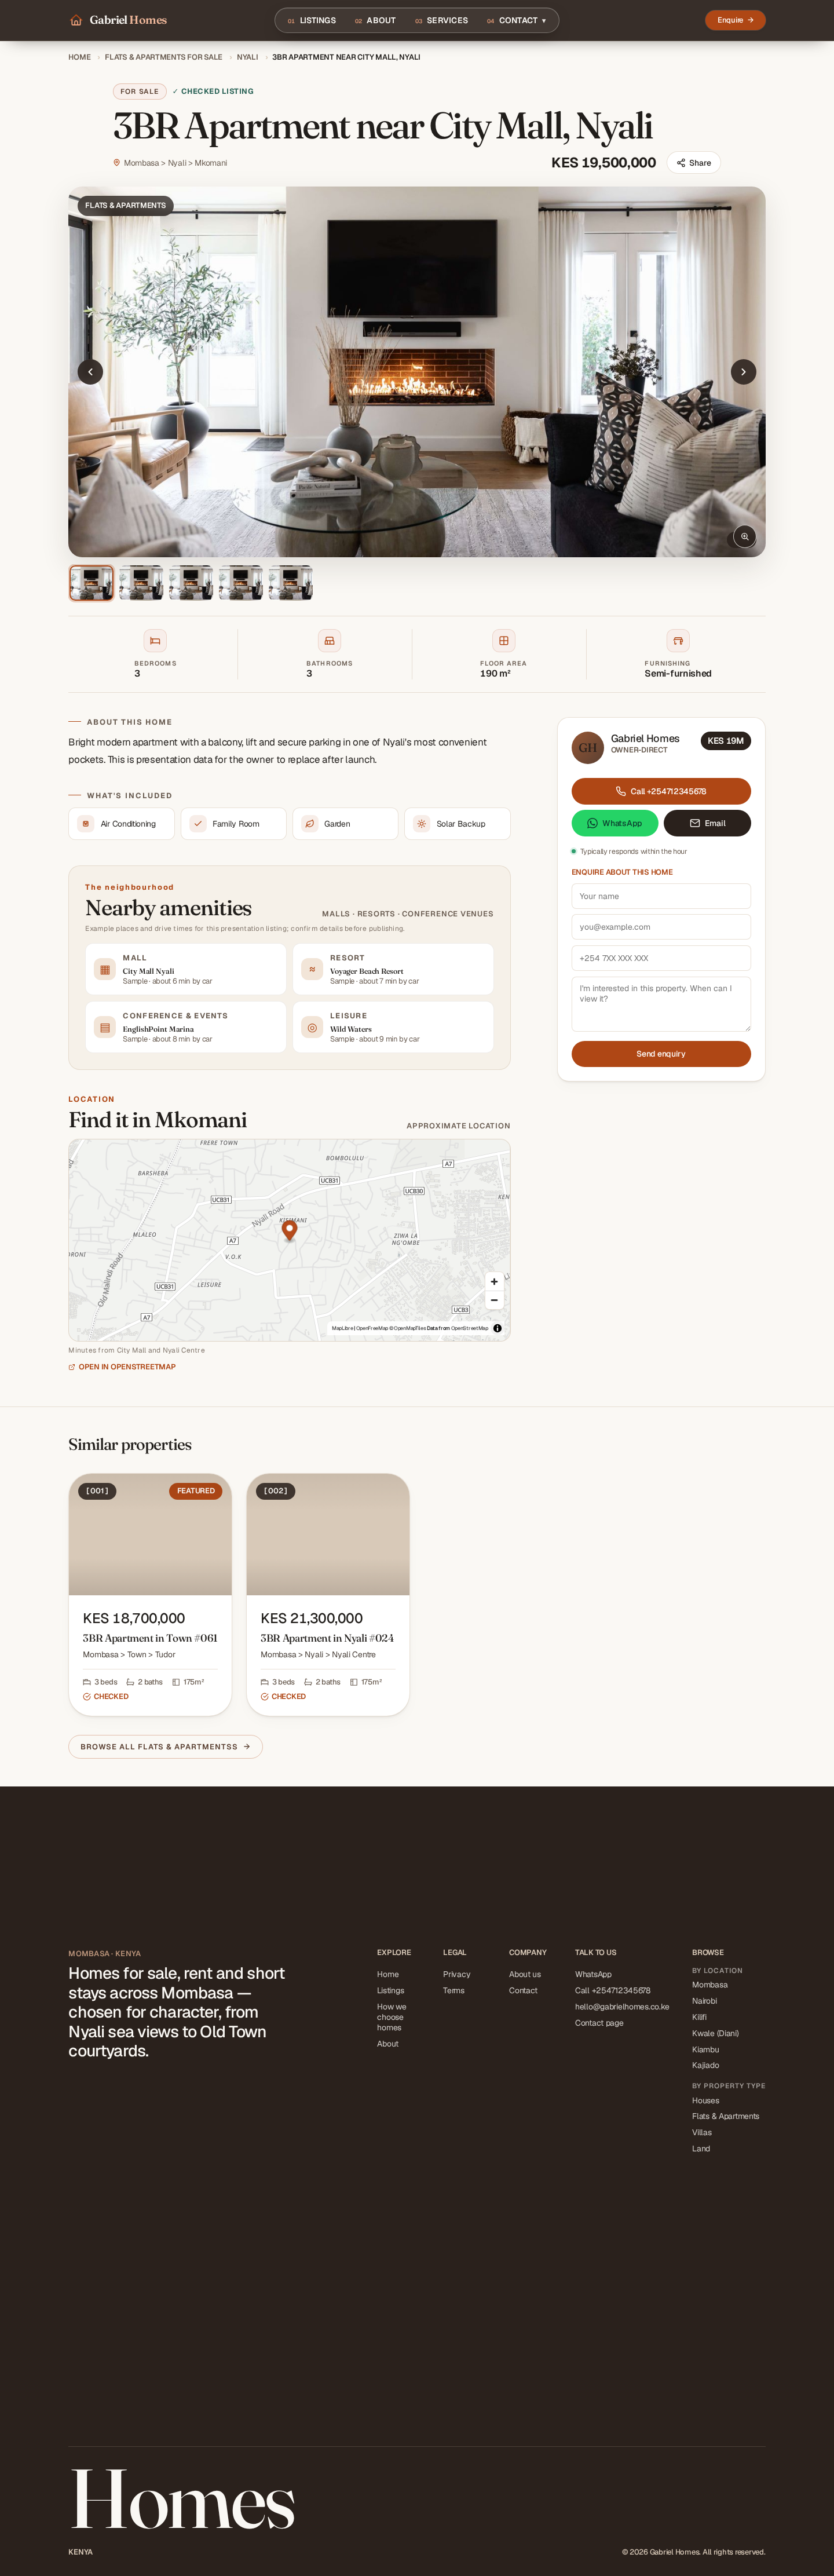 Gabriel Homes
01 LISTINGS 02 ABOUT 03 SERVICES 04 CONTACT ▾
Enquire →
HOME › FLATS & APARTMENTS FOR SALE › NYALI › 3BR APARTMENT NEAR CITY MALL, NYALI
FOR SALE ✓ CHECKED LISTING
3BR Apartment near City Mall, Nyali
Mombasa > Nyali > Mkomani
KES 19,500,000
Share
FLATS & APARTMENTS
BEDROOMS
3
BATHROOMS
3
FLOOR AREA
190 m²
FURNISHING
Semi-furnished
ABOUT THIS HOME
Bright modern apartment with a balcony, lift and secure parking in one of Nyali's most convenient
pockets. This is presentation data for the owner to replace after launch.
WHAT'S INCLUDED
Air Conditioning
Family Room
Garden
Solar Backup
The neighbourhood
Nearby amenities
MALLS · RESORTS · CONFERENCE VENUES
Example places and drive times for this presentation listing; confirm details before publishing.
MALL
City Mall Nyali
Sample · about 6 min by car
RESORT
Voyager Beach Resort
Sample · about 7 min by car
CONFERENCE & EVENTS
EnglishPoint Marina
Sample · about 8 min by car
LEISURE
Wild Waters
Sample · about 9 min by car
GH
Gabriel Homes
OWNER-DIRECT
KES 19M
Call +254712345678
WhatsApp
Email
Typically responds within the hour
ENQUIRE ABOUT THIS HOME
Your name
you@example.com
+254 7XX XXX XXX
I'm interested in this property. When can I
view it?
Send enquiry
LOCATION
Find it in Mkomani
APPROXIMATE LOCATION
FRERE TOWN
BOMBOLULU
BARSHEBA
A7
UCB31
UCB30
UCB31
KEN
Nyali Road
KISIMANI
MLALEO
A7
ZIWA LA
NG'OMBE
V.O.K
Old Malindi Road
UCB31
LEISURE
UCB3
A7
+
−
MapLibre | OpenFreeMap © OpenMapTiles Data from OpenStreetMap
Minutes from City Mall and Nyali Centre
OPEN IN OPENSTREETMAP
Similar properties
[001]
FEATURED
KES 18,700,000
3BR Apartment in Town #061
Mombasa > Town > Tudor
3 beds 2 baths 175m²
CHECKED
[002]
KES 21,300,000
3BR Apartment in Nyali #024
Mombasa > Nyali > Nyali Centre
3 beds 2 baths 175m²
CHECKED
BROWSE ALL FLATS & APARTMENTSS →
MOMBASA · KENYA
Homes for sale, rent and short
stays across Mombasa —
chosen for character, from
Nyali sea views to Old Town
courtyards.
EXPLORE
Home
Listings
How we
choose
homes
About
LEGAL
Privacy
Terms
COMPANY
About us
Contact
TALK TO US
WhatsApp
Call +254712345678
hello@gabrielhomes.co.ke
Contact page
BROWSE
BY LOCATION
Mombasa
Nairobi
Kilifi
Kwale (Diani)
Kiambu
Kajiado
BY PROPERTY TYPE
Houses
Flats & Apartments
Villas
Land
Homes
KENYA
© 2026 Gabriel Homes. All rights reserved.